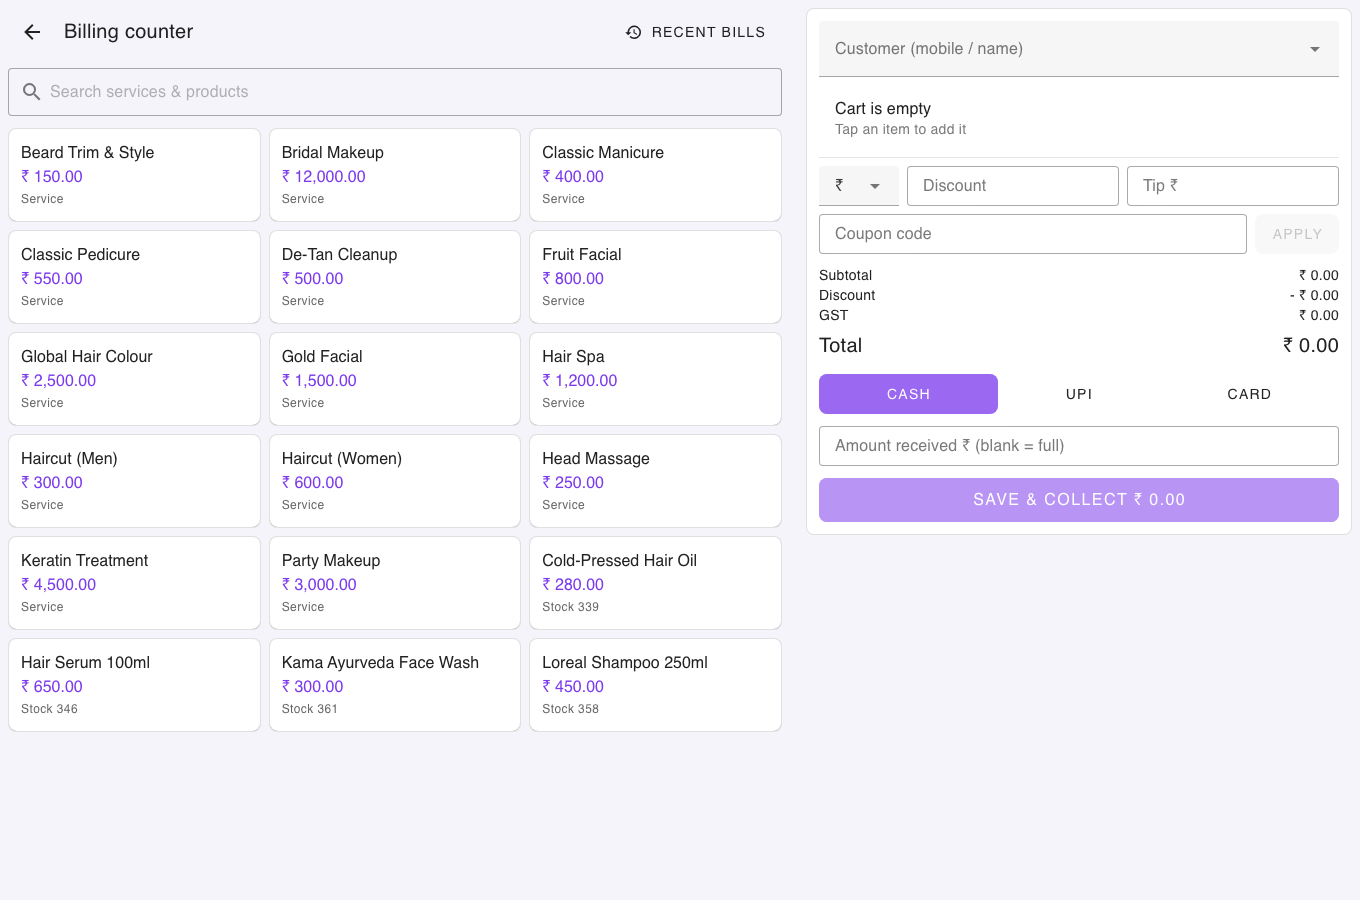 Billing counter
RECENT BILLS
Search services & products
Beard Trim & Style
₹ 150.00
Service
Bridal Makeup
₹ 12,000.00
Service
Classic Manicure
₹ 400.00
Service
Classic Pedicure
₹ 550.00
Service
De-Tan Cleanup
₹ 500.00
Service
Fruit Facial
₹ 800.00
Service
Global Hair Colour
₹ 2,500.00
Service
Gold Facial
₹ 1,500.00
Service
Hair Spa
₹ 1,200.00
Service
Haircut (Men)
₹ 300.00
Service
Haircut (Women)
₹ 600.00
Service
Head Massage
₹ 250.00
Service
Keratin Treatment
₹ 4,500.00
Service
Party Makeup
₹ 3,000.00
Service
Cold-Pressed Hair Oil
₹ 280.00
Stock 339
Hair Serum 100ml
₹ 650.00
Stock 346
Kama Ayurveda Face Wash
₹ 300.00
Stock 361
Loreal Shampoo 250ml
₹ 450.00
Stock 358
Customer (mobile / name)
Cart is empty
Tap an item to add it
₹ Discount Tip ₹
Coupon code APPLY
Subtotal ₹ 0.00
Discount - ₹ 0.00
GST ₹ 0.00
Total ₹ 0.00
CASH UPI CARD
Amount received ₹ (blank = full)
SAVE & COLLECT ₹ 0.00